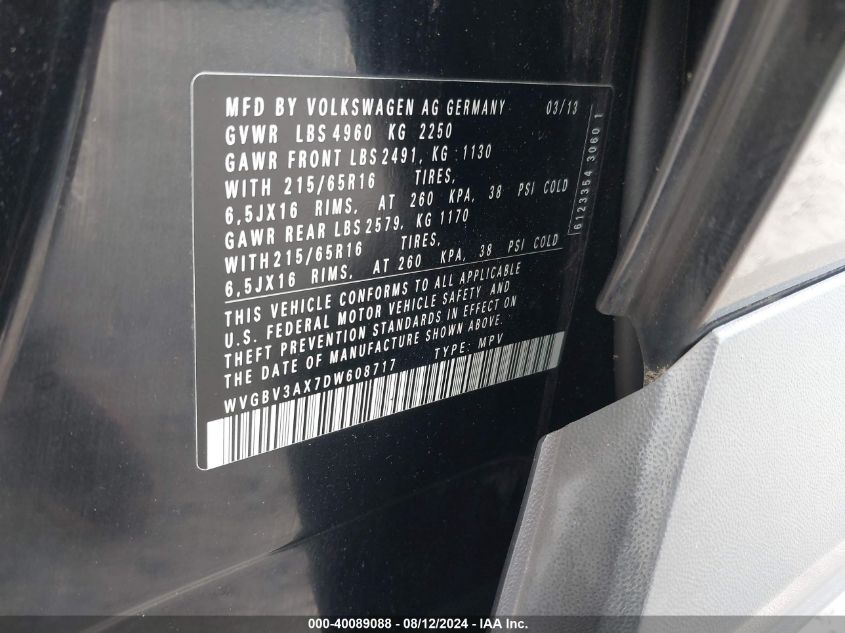 MFD BY VOLKSWAGEN AG GERMANY 03/13
GVWR LBS 4960 KG 2250
GAWR FRONT LBS 2491, KG 1130
WITH 215/65R16 TIRES,
6,5JX16 RIMS, AT 260 KPA, 38 PSI COLD
GAWR REAR LBS 2579, KG 1170
WITH 215/65R16 TIRES,
6,5JX16 RIMS, AT 260 KPA, 38 PSI COLD
THIS VEHICLE CONFORMS TO ALL APPLICABLE
U.S. FEDERAL MOTOR VEHICLE SAFETY AND
THEFT PREVENTION STANDARDS IN EFFECT ON
THE DATE OF MANUFACTURE SHOWN ABOVE.
WVGBV3AX7DW608717 TYPE: MPV
6123354 3060 1
000-40089088 - 08/12/2024 - IAA Inc.